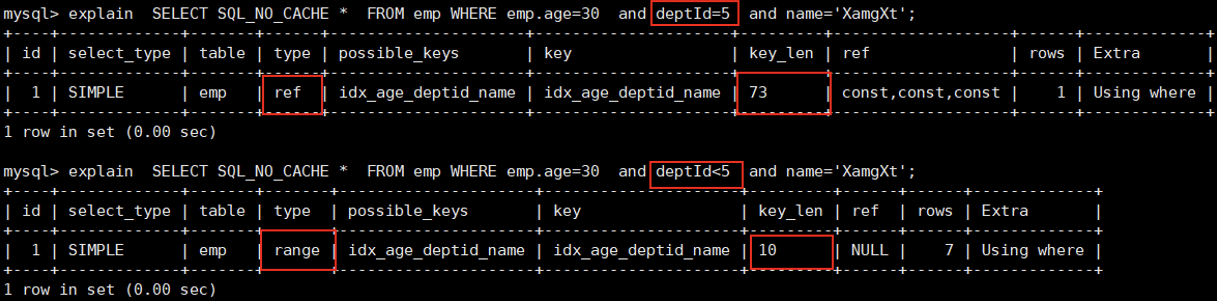 mysql> explain  SELECT SQL_NO_CACHE *  FROM emp WHERE emp.age=30  and deptId=5  and name='XamgXt';
+----+-------------+-------+------+-------------------+-------------------+---------+-------------------+------+-------------+
| id | select_type | table | type | possible_keys     | key               | key_len | ref               | rows | Extra       |
+----+-------------+-------+------+-------------------+-------------------+---------+-------------------+------+-------------+
|  1 | SIMPLE      | emp   | ref  | idx_age_deptid_name | idx_age_deptid_name | 73      | const,const,const |    1 | Using where |
+----+-------------+-------+------+-------------------+-------------------+---------+-------------------+------+-------------+
1 row in set (0.00 sec)
mysql> explain  SELECT SQL_NO_CACHE *  FROM emp WHERE emp.age=30  and deptId<5  and name='XamgXt';
+----+-------------+-------+-------+---------------------+---------------------+---------+------+------+-------------+
| id | select_type | table | type  | possible_keys       | key                 | key_len | ref  | rows | Extra       |
+----+-------------+-------+-------+---------------------+---------------------+---------+------+------+-------------+
|  1 | SIMPLE      | emp   | range | idx_age_deptid_name | idx_age_deptid_name | 10      | NULL |    7 | Using where |
+----+-------------+-------+-------+---------------------+---------------------+---------+------+------+-------------+
1 row in set (0.00 sec)